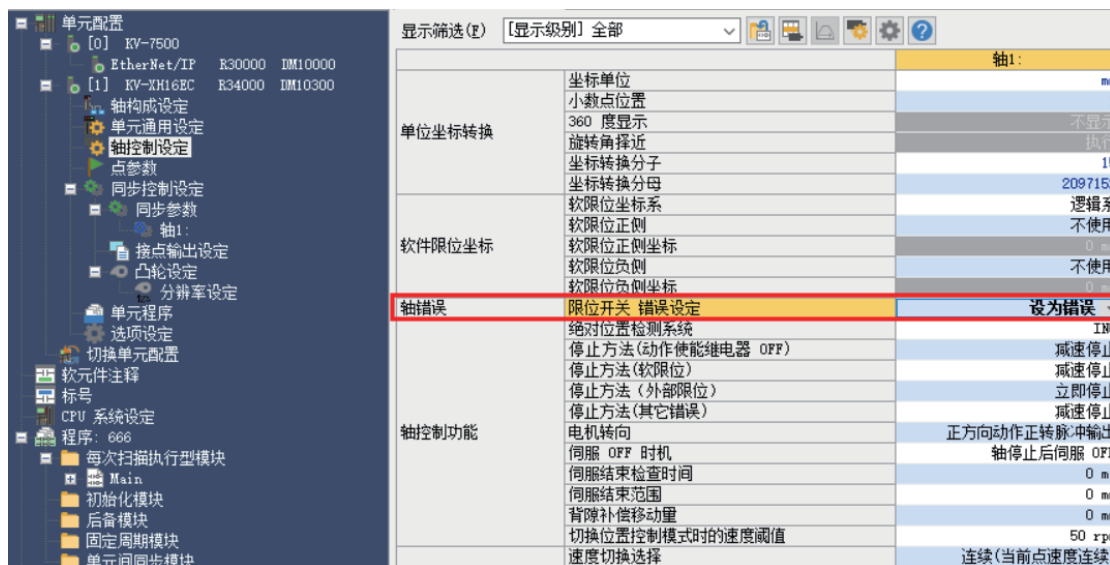 单元配置
[0] KV-7500
EtherNet/IP R30000 DM10000
[1] KV-XH16EC R34000 DM10300
轴构成设定
单元通用设定
轴控制设定
点参数
同步控制设定
同步参数
轴1:
接点输出设定
凸轮设定
分辨率设定
单元程序
选项设定
切换单元配置
软元件注释
标号
CPU 系统设定
程序: 666
每次扫描执行型模块
Main
初始化模块
后备模块
固定周期模块
单元间同步模块
显示筛选(F) [显示级别] 全部
轴1:
单位坐标转换
坐标单位
小数点位置
360 度显示 不显示
旋转角择近 执行
坐标转换分子
坐标转换分母 209715
软件限位坐标
软限位坐标系 逻辑系
软限位正侧 不使用
软限位正侧坐标 0
软限位负侧 不使用
软限位负侧坐标 0
轴错误 限位开关 错误设定 设为错误
轴控制功能
绝对位置检测系统 IN
停止方法(动作使能继电器 OFF) 减速停止
停止方法(软限位) 减速停止
停止方法 (外部限位) 立即停止
停止方法(其它错误) 减速停止
电机转向 正方向动作正转脉冲输出
伺服 OFF 时机 轴停止后伺服 OFF
伺服结束检查时间 0 m
伺服结束范围 0 m
背隙补偿移动量 0 m
切换位置控制模式时的速度阈值 50 rp
速度切换选择 连续(当前点速度连续